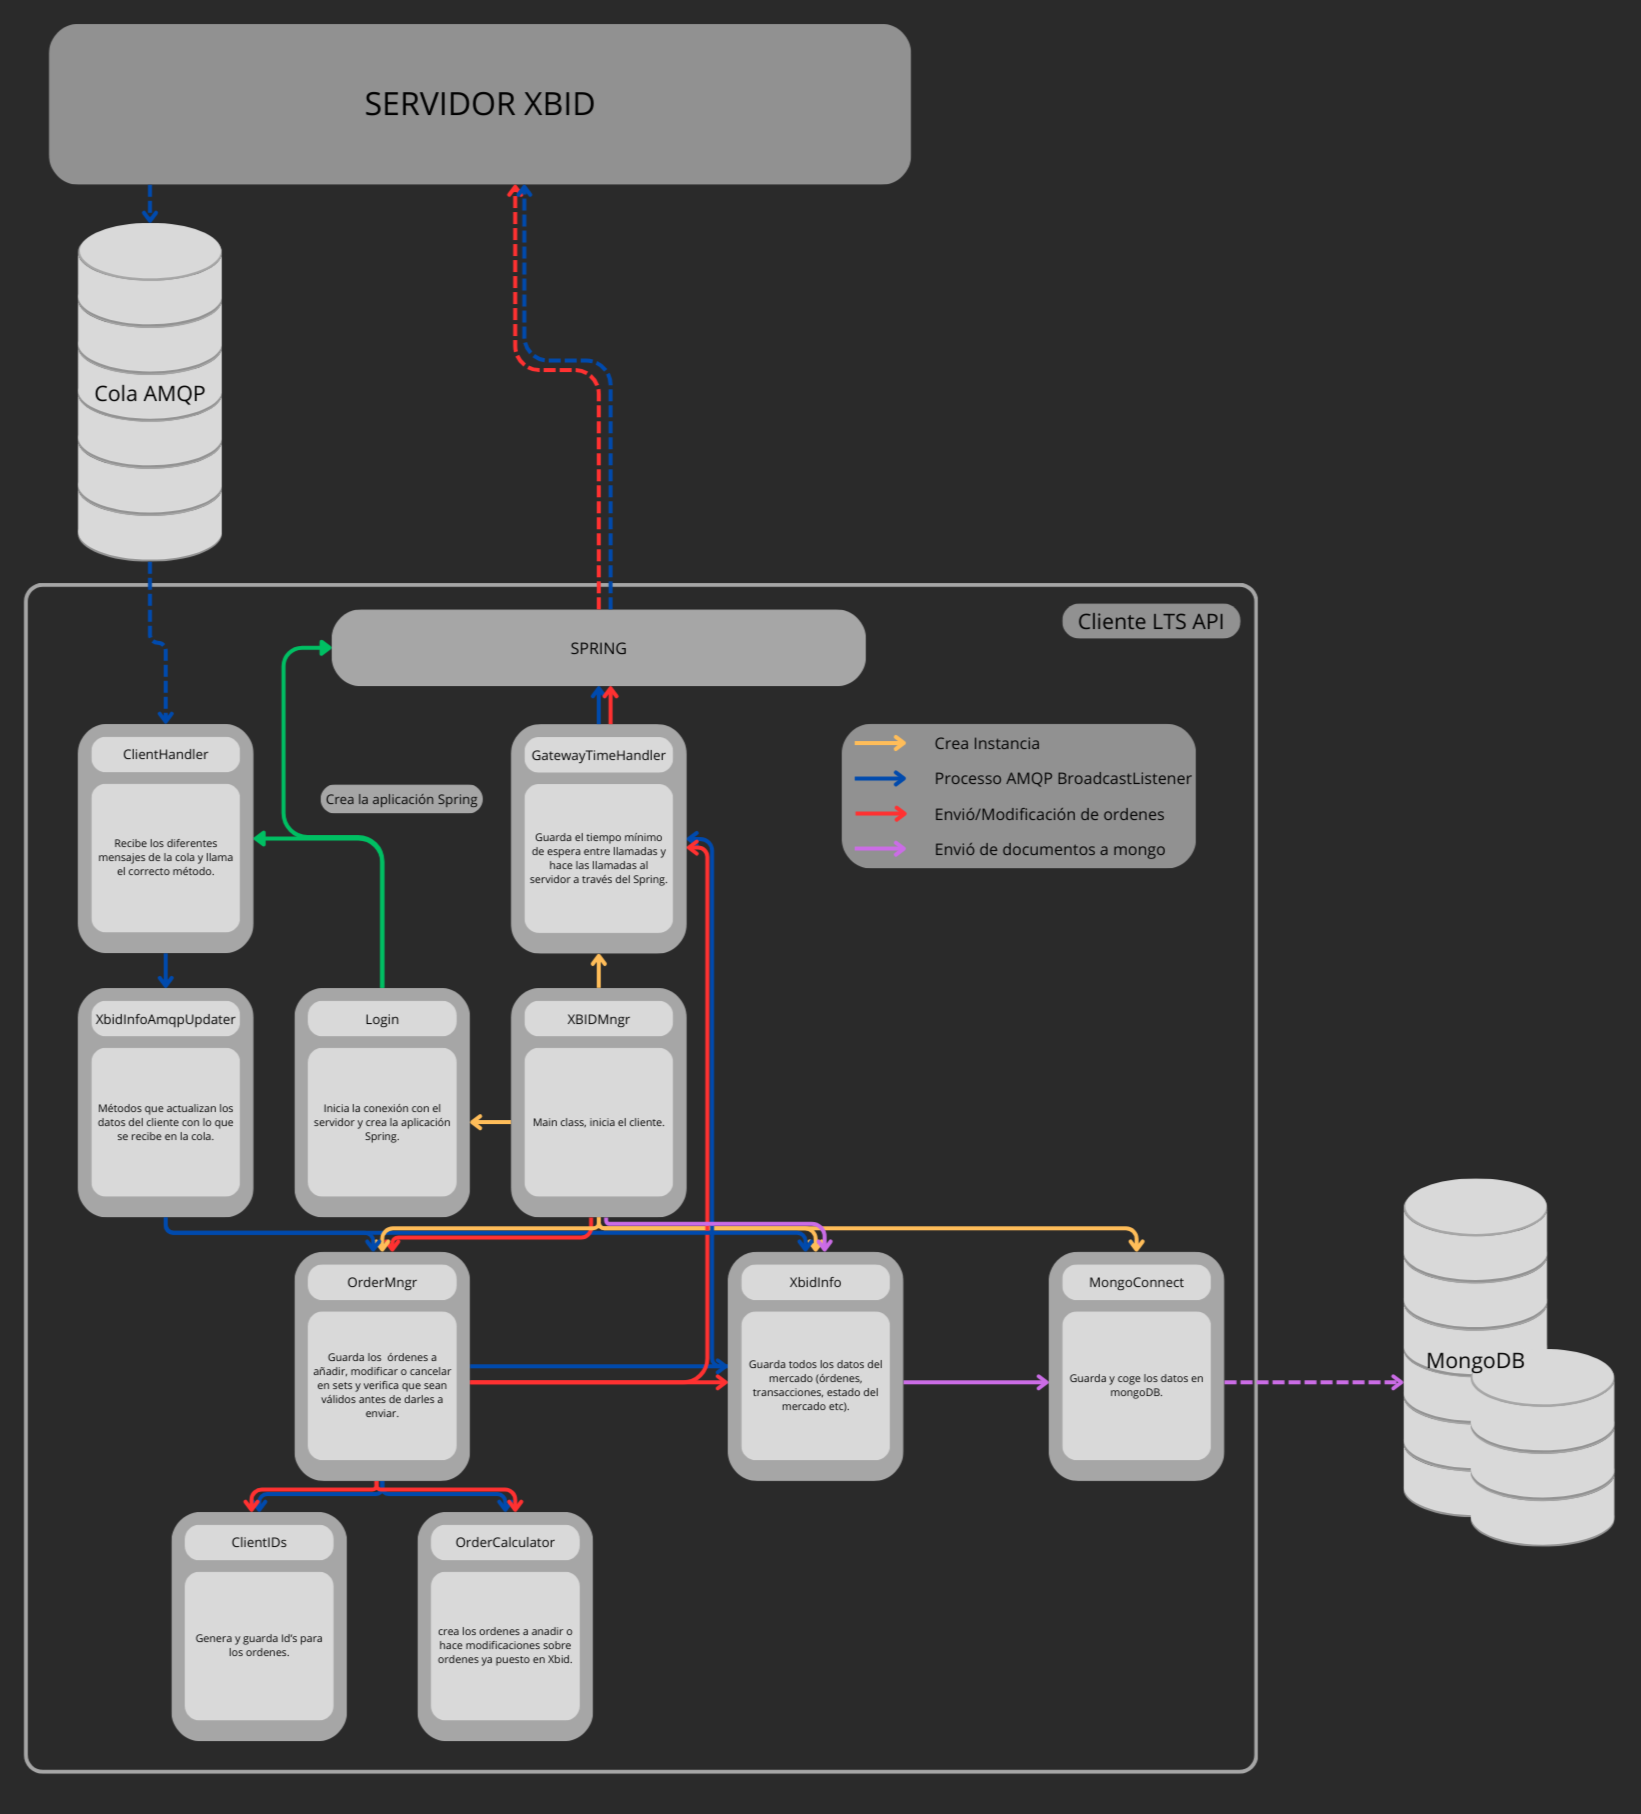 SERVIDOR XBID
Cola AMQP
Cliente LTS API
SPRING
ClientHandler
Recibe los diferentes
mensajes de la cola y llama
el correcto método.
Crea la aplicación Spring
GatewayTimeHandler
Guarda el tiempo mínimo
de espera entre llamadas y
hace las llamadas al
servidor a través del Spring.
Crea Instancia
Processo AMQP BroadcastListener
Envió/Modificación de ordenes
Envió de documentos a mongo
XbidInfoAmqpUpdater
Métodos que actualizan los
datos del cliente con lo que
se recibe en la cola.
Login
Inicia la conexión con el
servidor y crea la aplicación
Spring.
XBIDMngr
Main class, inicia el cliente.
OrderMngr
Guarda los  órdenes a
añadir, modificar o cancelar
en sets y verifica que sean
válidos antes de darles a
enviar.
XbidInfo
Guarda todos los datos del
mercado (órdenes,
transacciones, estado del
mercado etc).
MongoConnect
Guarda y coge los datos en
mongoDB.
MongoDB
ClientIDs
Genera y guarda Id's para
los ordenes.
OrderCalculator
crea los ordenes a anadir o
hace modificaciones sobre
ordenes ya puesto en Xbid.